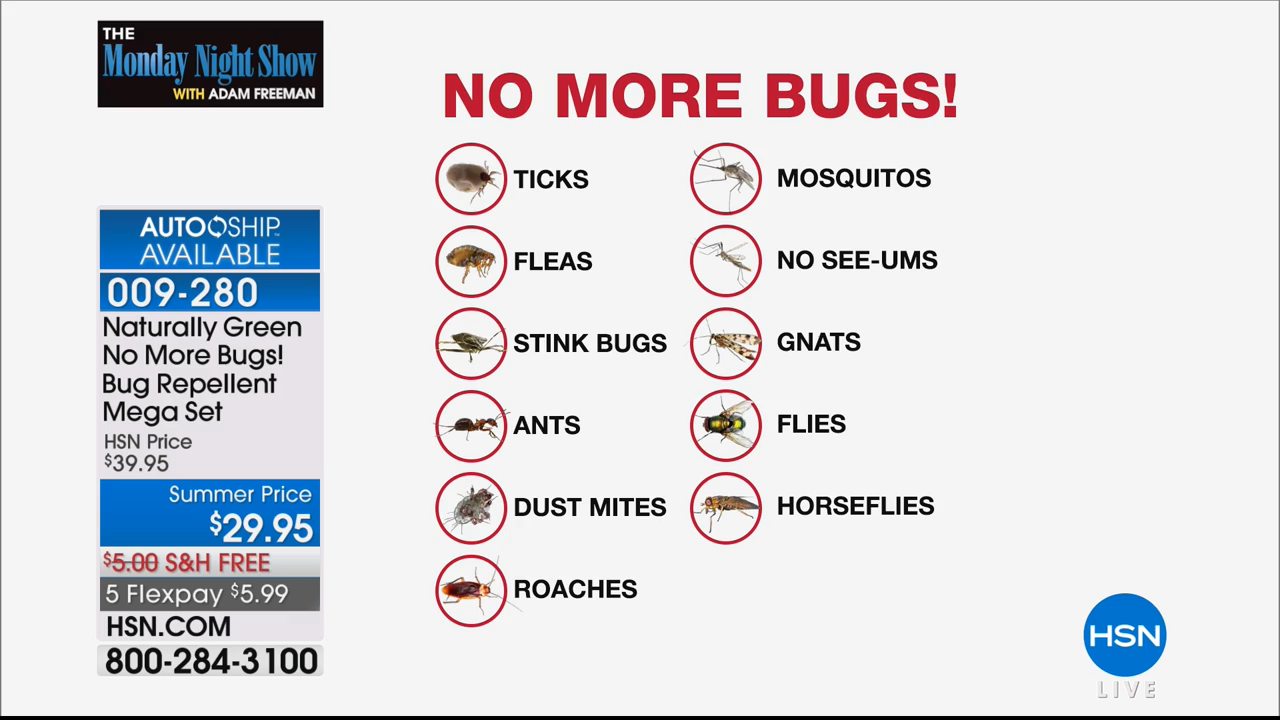 THE
Monday Night Show
WITH ADAM FREEMAN
NO MORE BUGS!
TICKS
MOSQUITOS
FLEAS
NO SEE-UMS
STINK BUGS
GNATS
ANTS
FLIES
DUST MITES
HORSEFLIES
ROACHES
AUTO SHIP
AVAILABLE
009-280
Naturally Green
No More Bugs!
Bug Repellent
Mega Set
HSN Price
$39.95
Summer Price
$29.95
$5.00 S&H FREE
5 Flexpay $5.99
HSN.COM
800-284-3100
HSN
LIVE